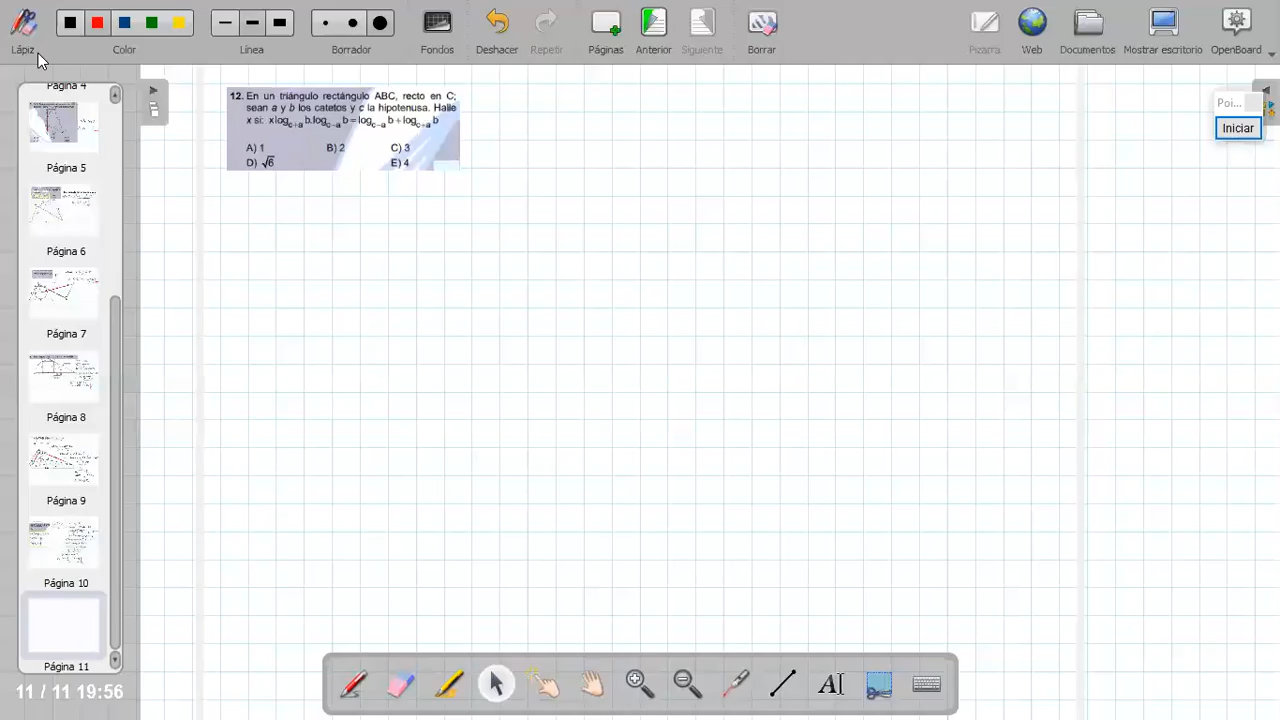 Lápiz
Color
Línea
Borrador
Fondos
Deshacer
Repetir
Páginas
Anterior
Siguiente
Borrar
Pizarra
Web
Documentos
Mostrar escritorio
OpenBoard
Página 4
Página 5
Página 6
Página 7
Página 8
Página 9
Página 10
Página 11
11 / 11 19:56
12. En un triángulo rectángulo ABC, recto en C;
sean a y b los catetos y c la hipotenusa. Halle
x si: xlog_{c+a} b.log_{c−a} b=log_{c−a} b+log_{c+a} b
A) 1 B) 2 C) 3
D) √6 E) 4
Poi...
Iniciar
AI